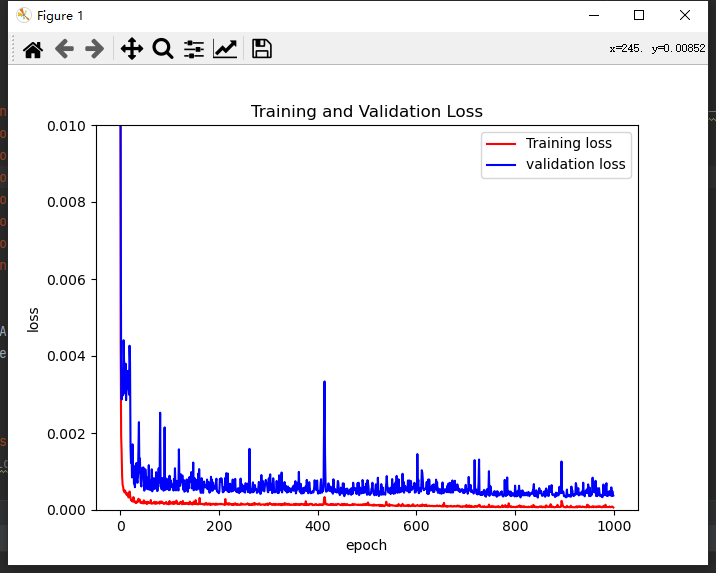 Figure 1
x=245. y=0.00852
Training and Validation Loss
Training loss
validation loss
0.010
0.008
0.006
0.004
0.002
0.000
loss
0
200
400
600
800
1000
epoch